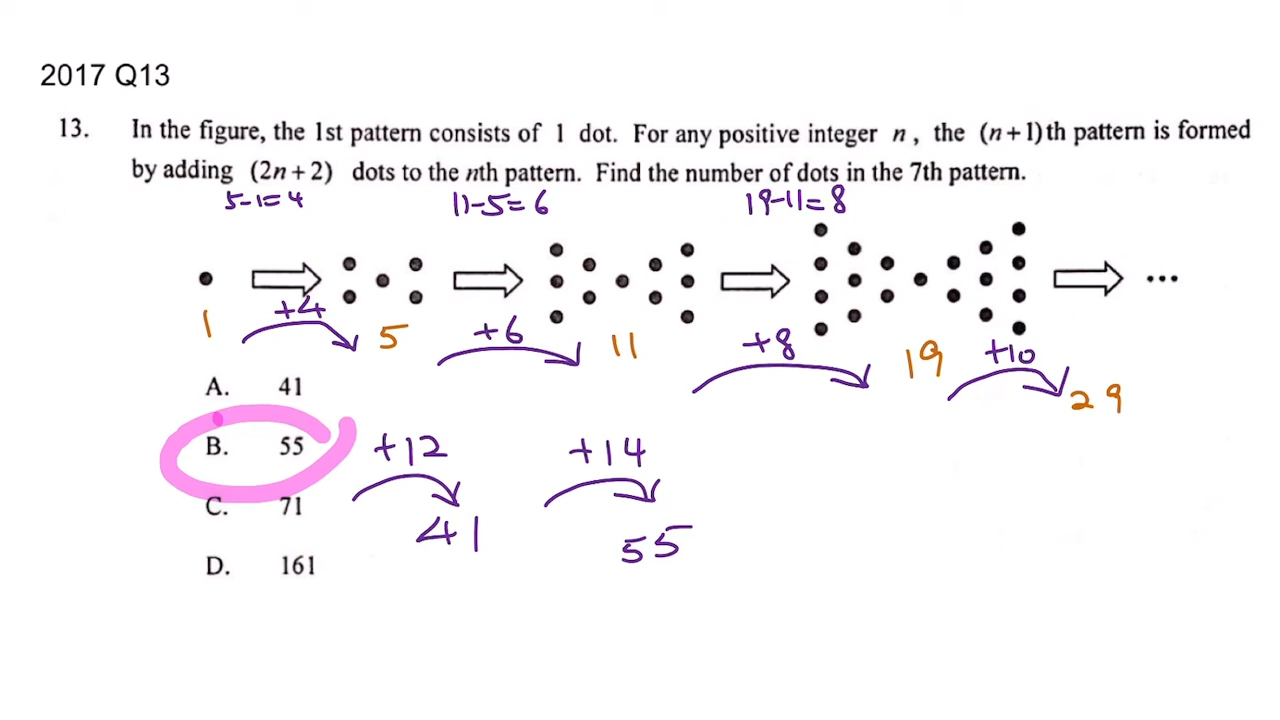 2017 Q13
13. In the figure, the 1st pattern consists of 1 dot. For any positive integer n, the (n+1)th pattern is formed
by adding (2n+2) dots to the nth pattern. Find the number of dots in the 7th pattern.
5-1=4 11-5=6 19-11=8
...
+4 +6 +8 +10
1 5 11 19 29
A. 41
B. 55 +12 +14
C. 71 41 55
D. 161